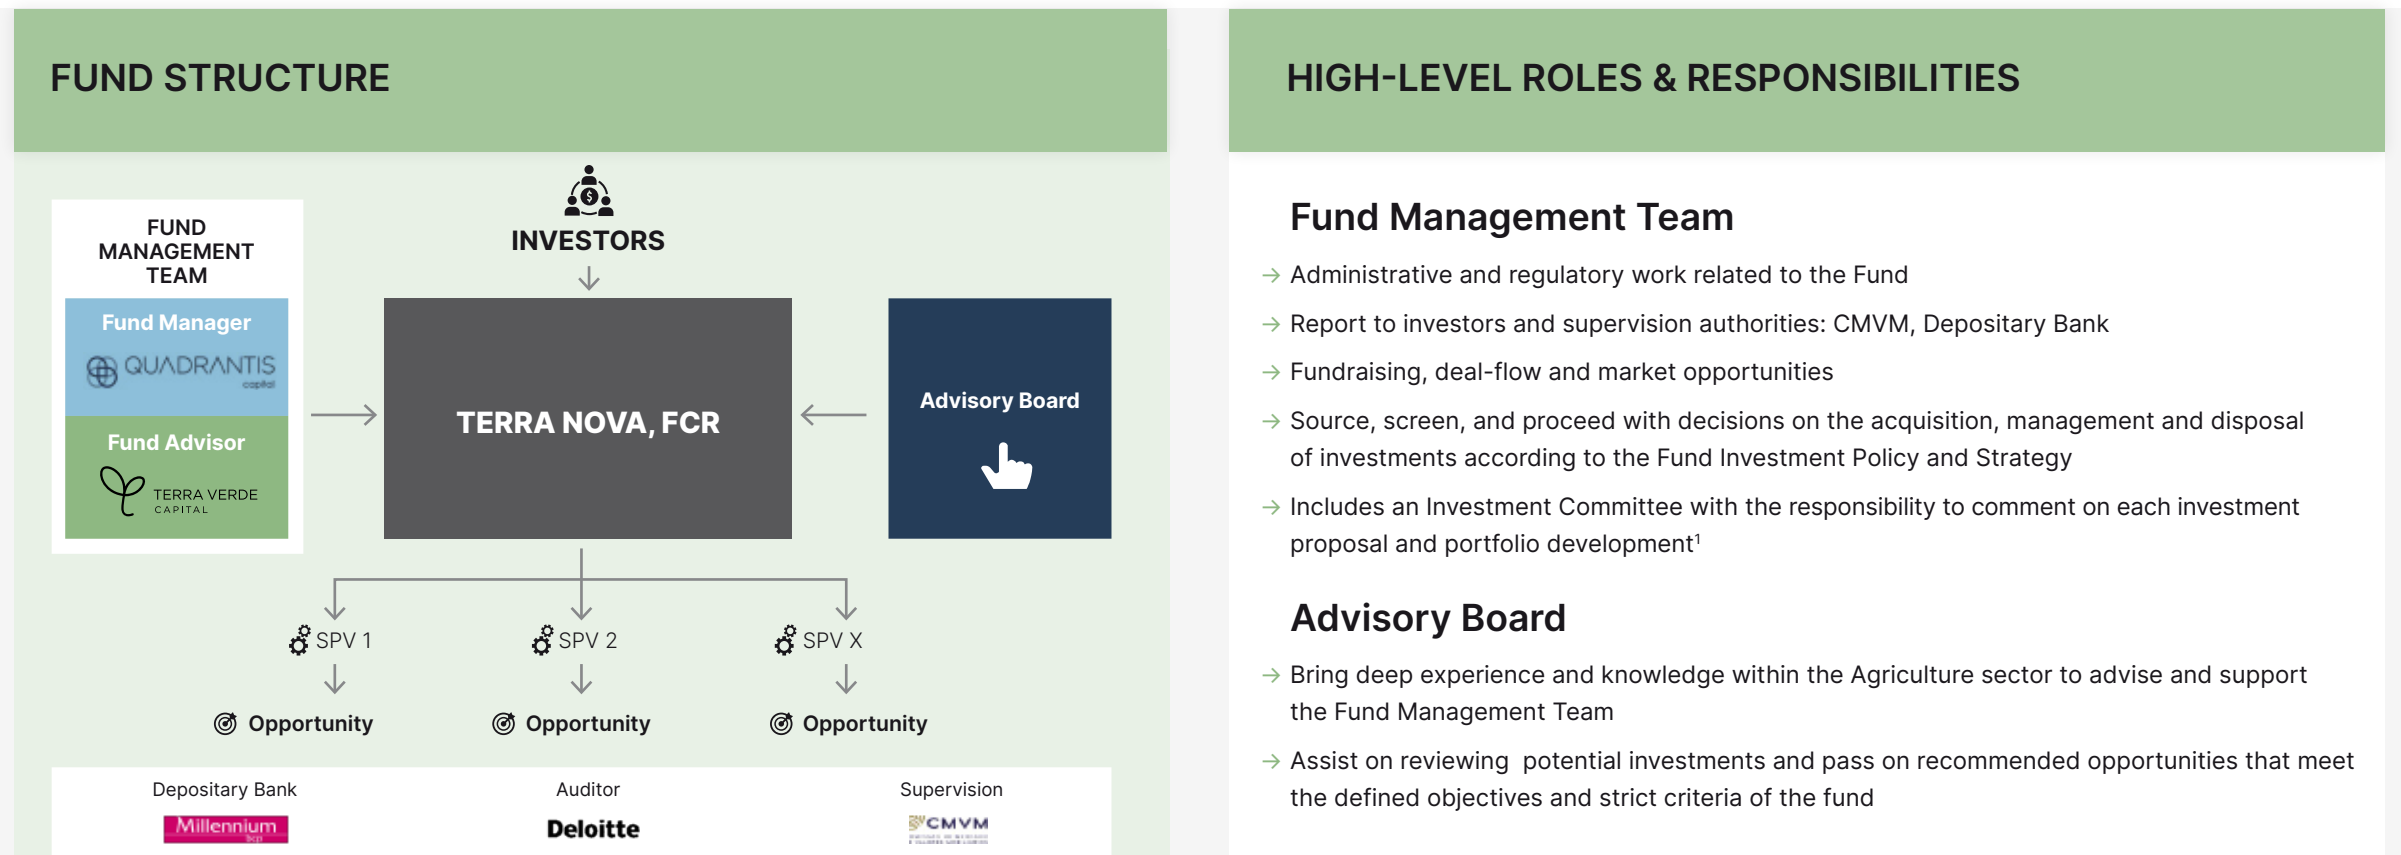 FUND STRUCTURE
FUND
MANAGEMENT
TEAM
Fund Manager
QUADRANTIS
capital
Fund Advisor
TERRA VERDE
CAPITAL
INVESTORS
TERRA NOVA, FCR
Advisory Board
SPV 1
SPV 2
SPV X
Opportunity
Opportunity
Opportunity
Depositary Bank
Millennium
bcp
Auditor
Deloitte
Supervision
CMVM
HIGH-LEVEL ROLES & RESPONSIBILITIES
Fund Management Team
→ Administrative and regulatory work related to the Fund
→ Report to investors and supervision authorities: CMVM, Depositary Bank
→ Fundraising, deal-flow and market opportunities
→ Source, screen, and proceed with decisions on the acquisition, management and disposal
of investments according to the Fund Investment Policy and Strategy
→ Includes an Investment Committee with the responsibility to comment on each investment
proposal and portfolio development¹
Advisory Board
→ Bring deep experience and knowledge within the Agriculture sector to advise and support
the Fund Management Team
→ Assist on reviewing  potential investments and pass on recommended opportunities that meet
the defined objectives and strict criteria of the fund